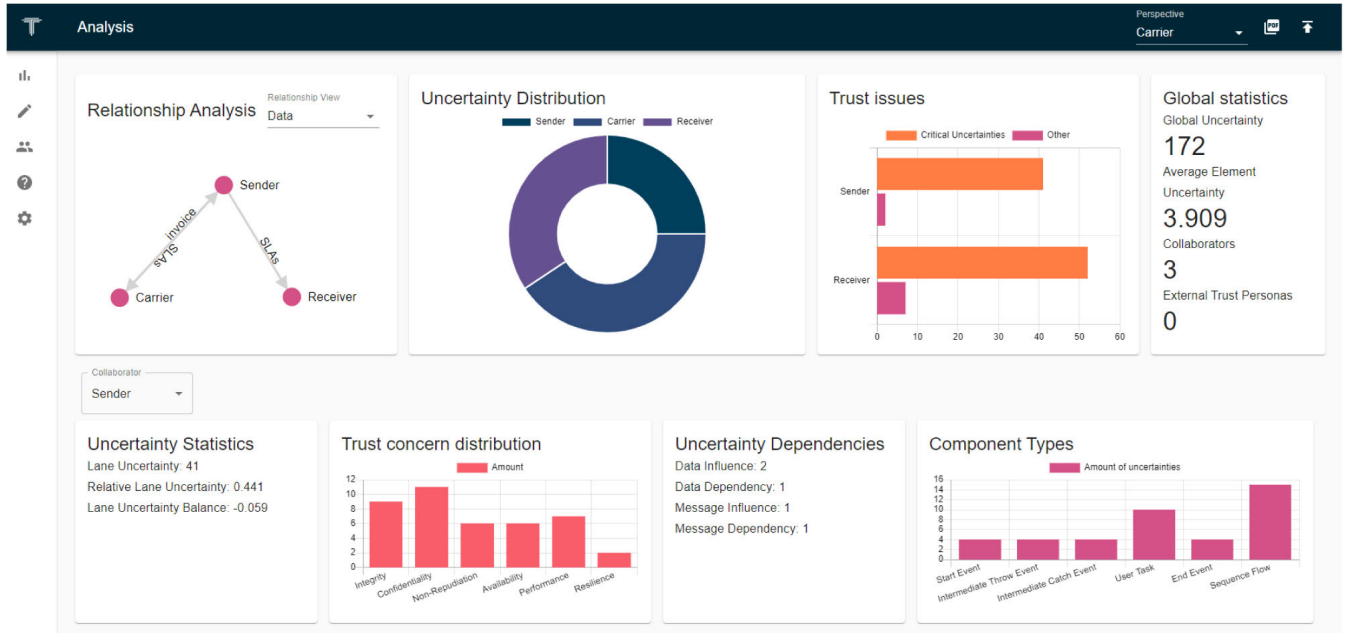 Analysis
Perspective
Carrier
PDF
Relationship Analysis
Relationship View
Data
Sender
invoice
SLAs
SLAs
Carrier
Receiver
Uncertainty Distribution
Sender Carrier Receiver
Trust issues
Critical Uncertainties Other
Sender
Receiver
0 10 20 30 40 50 60
Global statistics
Global Uncertainty
172
Average Element
Uncertainty
3.909
Collaborators
3
External Trust Personas
0
Collaborator
Sender
Uncertainty Statistics
Lane Uncertainty: 41
Relative Lane Uncertainty: 0.441
Lane Uncertainty Balance: -0.059
Trust concern distribution
Amount
12
10
8
6
4
2
0
Integrity
Confidentiality
Non-Repudiation
Availability
Performance
Resilience
Uncertainty Dependencies
Data Influence: 2
Data Dependency: 1
Message Influence: 1
Message Dependency: 1
Component Types
Amount of uncertainties
16
14
12
10
8
6
4
2
0
Start Event
Intermediate Throw Event
Intermediate Catch Event
User Task
End Event
Sequence Flow